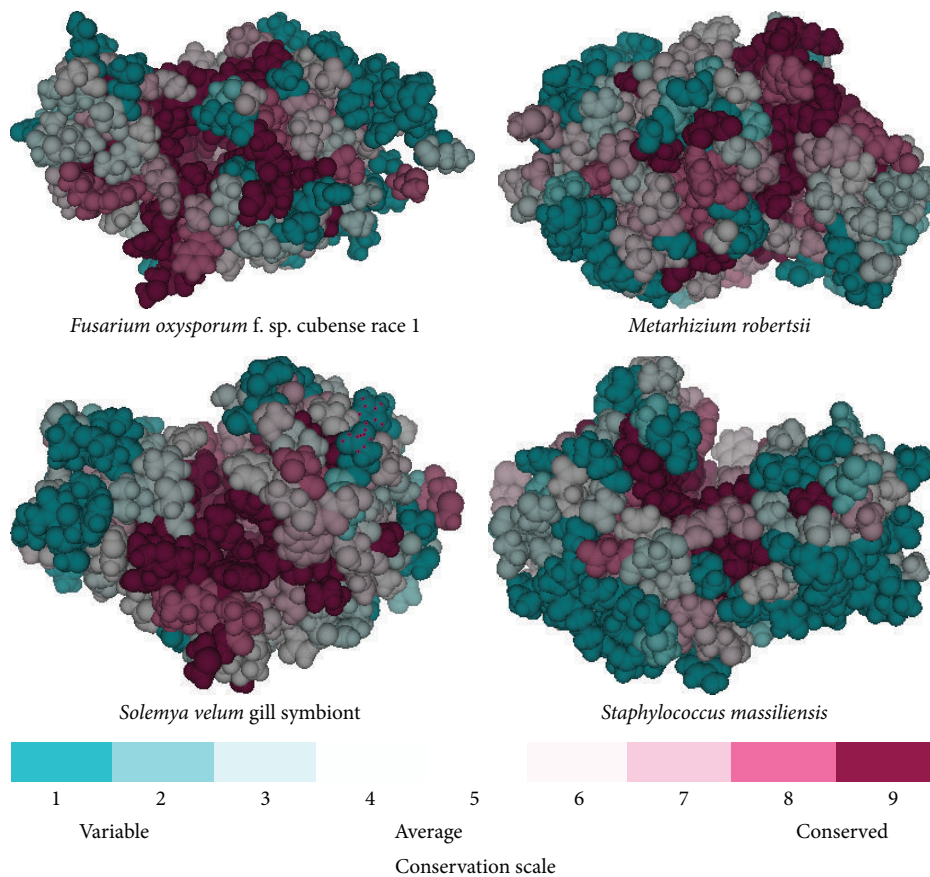 Fusarium oxysporum f. sp. cubense race 1
Metarhizium robertsii
Solemya velum gill symbiont
Staphylococcus massiliensis
1 2 3 4 5 6 7 8 9
Variable Average Conserved
Conservation scale